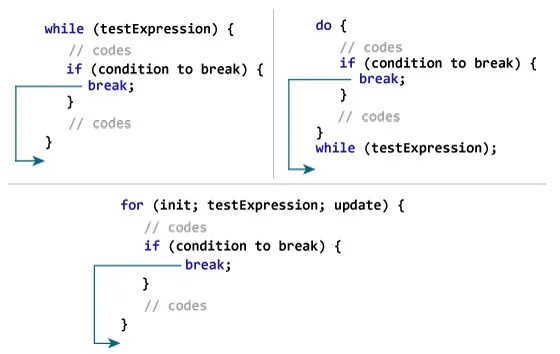 while (testExpression) {
// codes
if (condition to break) {
break;
}
// codes
}
do {
// codes
if (condition to break) {
break;
}
// codes
}
while (testExpression);
for (init; testExpression; update) {
// codes
if (condition to break) {
break;
}
// codes
}